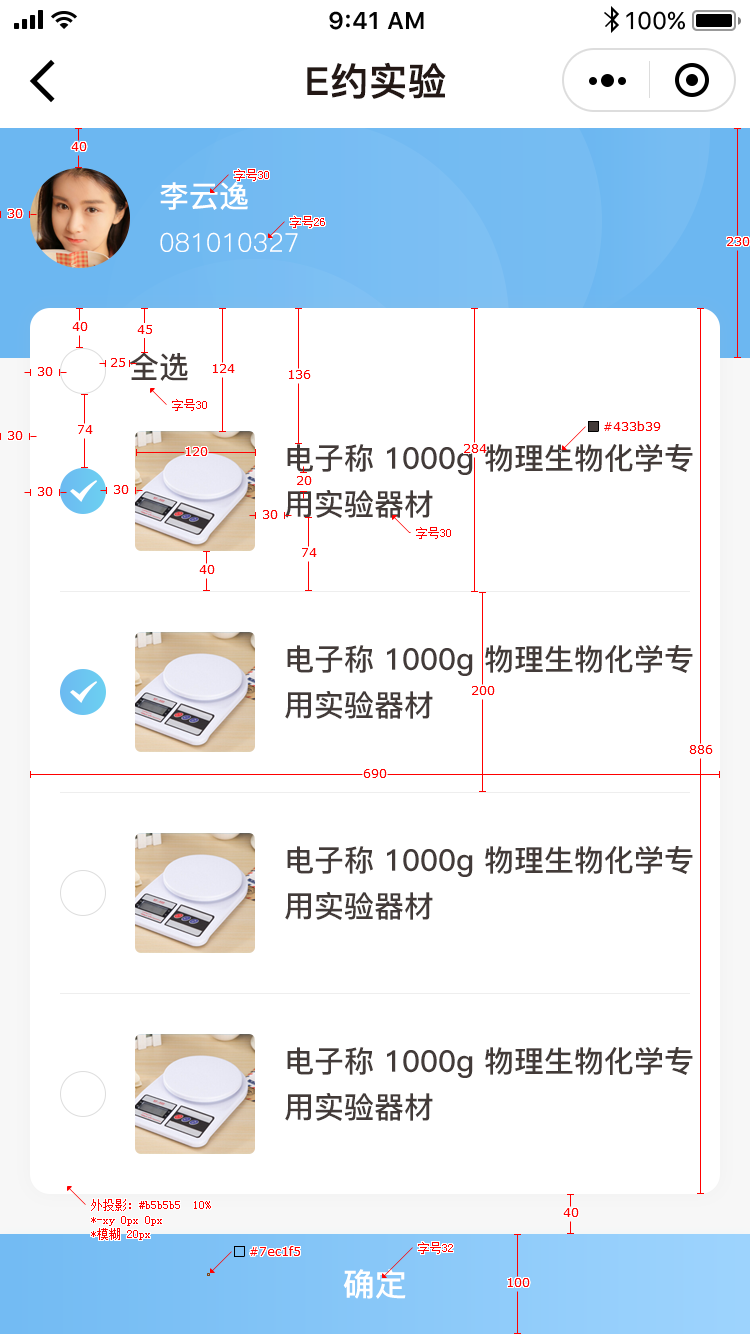 9:41 AM
100%
E约实验
40
字号30
李云逸
30
字号26
081010327
230
40
45
25
全选
30
124
136
字号30
74
30
284
#433b39
120
电子称 1000g 物理生物化学专
20
30
30
用实验器材
30
字号30
74
40
电子称 1000g 物理生物化学专
200
用实验器材
886
690
电子称 1000g 物理生物化学专
用实验器材
电子称 1000g 物理生物化学专
用实验器材
外投影：#b5b5b5 10%
*-xy 0px 0px
*模糊 20px
40
#7ec1f5
字号32
确定
100